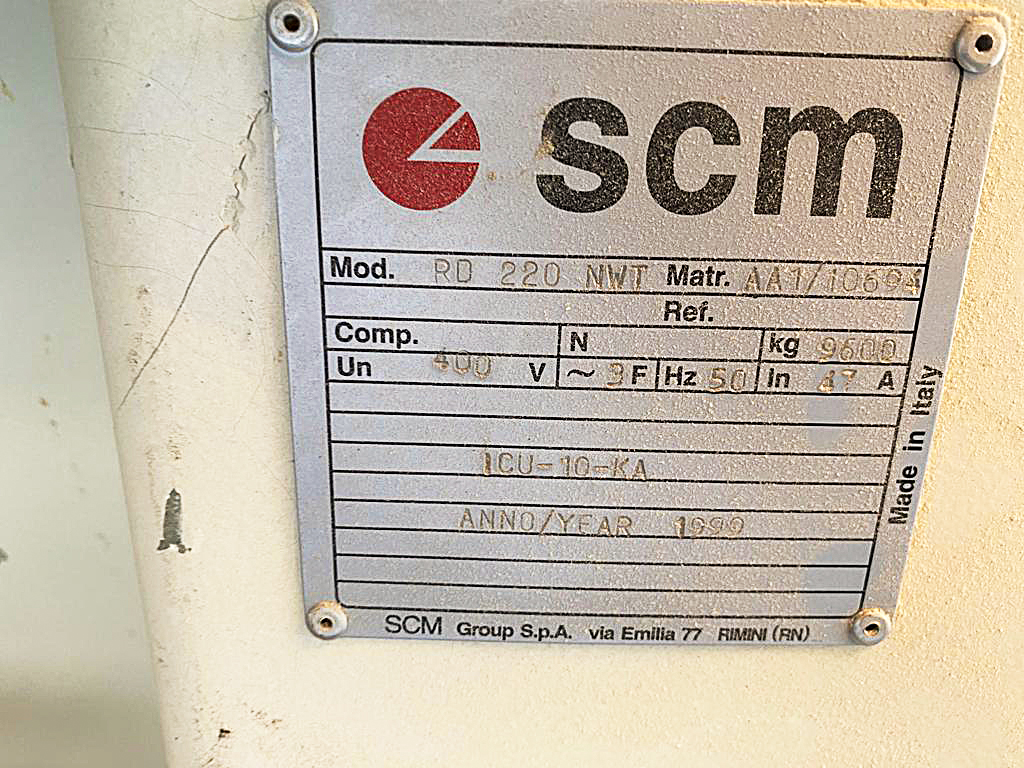 scm
Mod. RD 220 NWT Matr. AA1/10694
Ref.
Comp. N kg 9600
Un 400 V ~ 3 F Hz 50 In 47 A
ICU-10-KA
ANNO/YEAR 1999
Made in Italy
SCM Group S.p.A. via Emilia 77 RIMINI (RN)